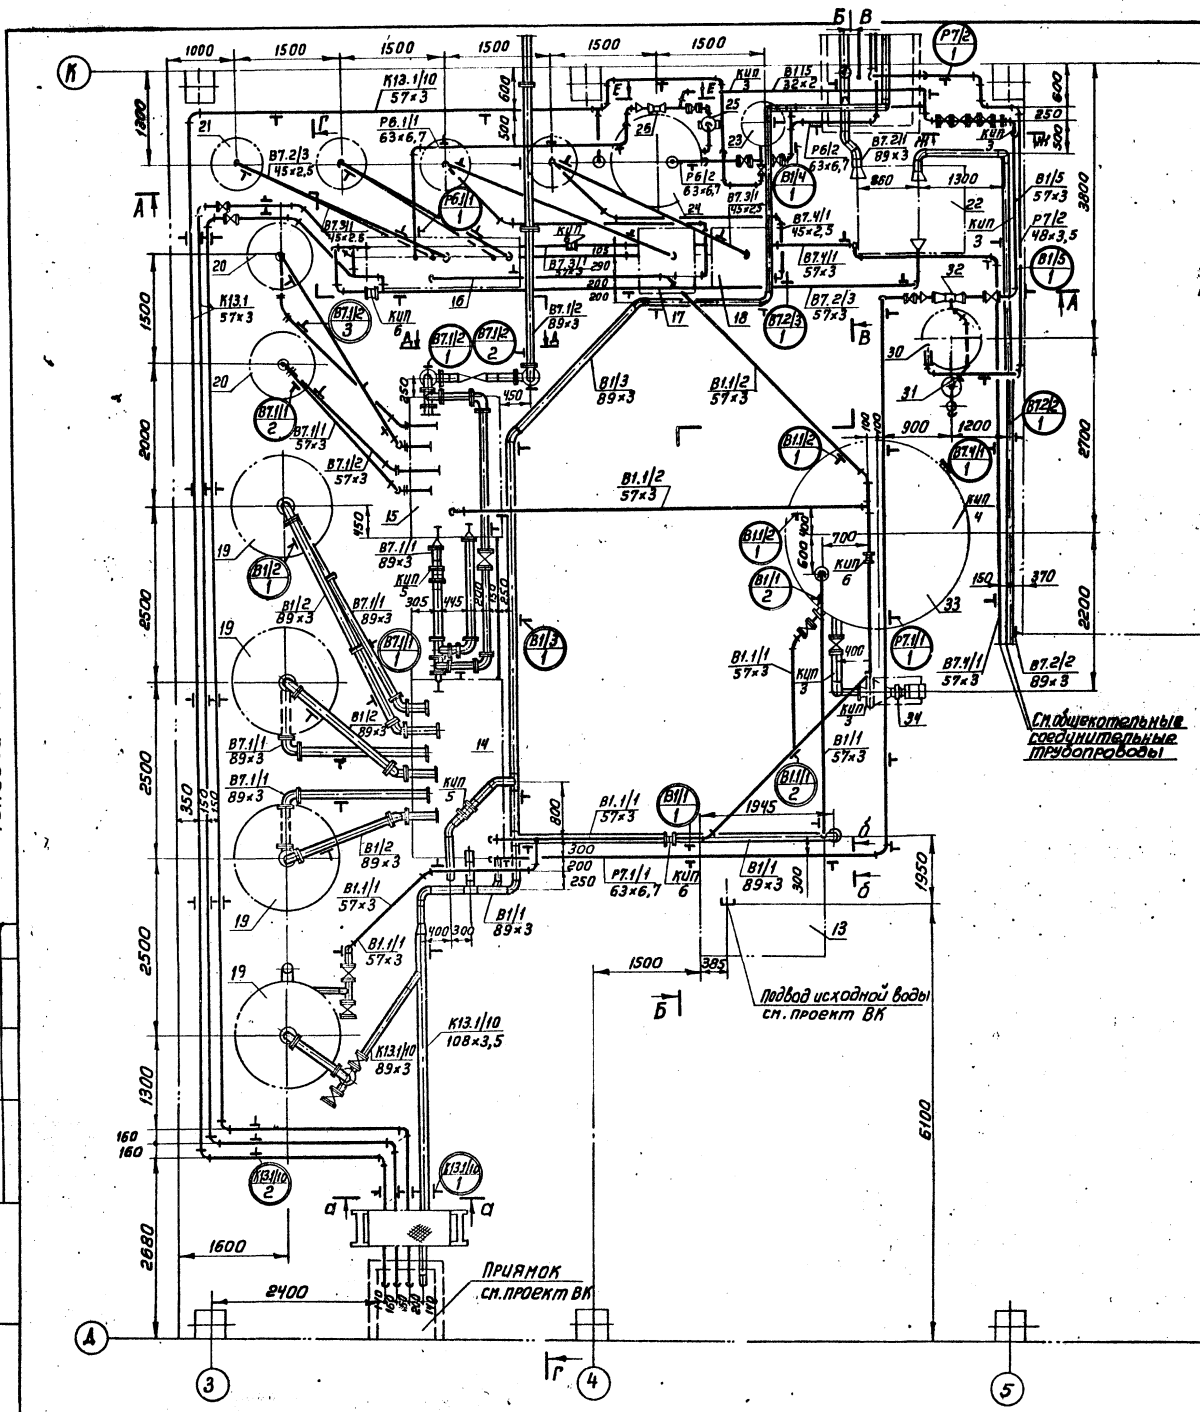 Б В
Р7/2
1
1000 1500 1500 1500 1500 1500
К
К13.1/10
57×3
600
500
1300
Е Е
КИП
3
В1/5
32×2
25
26
23
600
250
500
КИП
3
Ж Ж
21
Г
Р6.1/1
63×6,7
В7.2/3
45×2,5
Р6/2
63×6,7
Р6/2
63×6,7
В7.2/1
89×3
В1/4
1
860
1300
В1/5
57×3
3800
А
Р6.1/1
1
24
В7.3/1
45×2,5
В7.4/1
45×2,5
22
КИП
3
Р7/2
48×3,5
В7.3/1
45×2,5
КИП
6
В7.3/1
57×3
105
290
200
200
В7.4/1
57×3
В1/5
1
20
16
17
18
В7.2/3
1
В7.2/3
57×3
32
А
К13.1
57×3
1500
В7.1/2
3
КИП
6
В7.1/2
89×3
А А
В7.1/2
1
В7.1/2
2
В
30
20
250
450
В1/3
89×3
В1.1/2
57×3
31
В7.1/1
2
В7.1/1
57×3
2000
100
100
900
1200
В7.2/2
1
2700
В7.1/2
57×3
В1.1/2
57×3
В1.1/2
1
В7.4/1
1
15
КИП
4
450
19
В7.1/1
89×3
В1.1/2
1
600
400
700
В1/2
1
КИП
5
КИП
6
В1/1
2
150
370
2500
В1/2
89×3
В7.1/1
89×3
305
445
200
150
250
33
2200
19
В7.1/1
1
В1/3
1
Р7.1/1
1
В1.1/1
57×3
КИП
3
400
В7.4/1
57×3
В7.2/2
89×3
КИП
3
34
В1/2
89×3
В7.1/1
89×3
См. общекотельные
соединительные
трубопроводы
14
В1/1
57×3
2500
В7.1/1
89×3
КИП
5
В1.1/1
2
350
150
150
800
В1.1/1
57×3
В1/1
1
1945
б
В1/2
89×3
300
200
250
Р7.1/1
63×6,7
КИП
6
В1/1
89×3
300
б
1950
В1.1/1
57×3
19
В1/1
89×3
2500
400
300
13
В1.1/1
57×3
19
1500
385
Б
Подвод исходной воды
см. проект ВК
К13.1/10
108×3,5
К13.1/10
89×3
1300
160
160
6100
К13.1/10
2
К13.1/10
1
а а
2680
1600
Приямок
см. проект ВК
2400
140
160
160
200
140
Д
Г
3
4
5